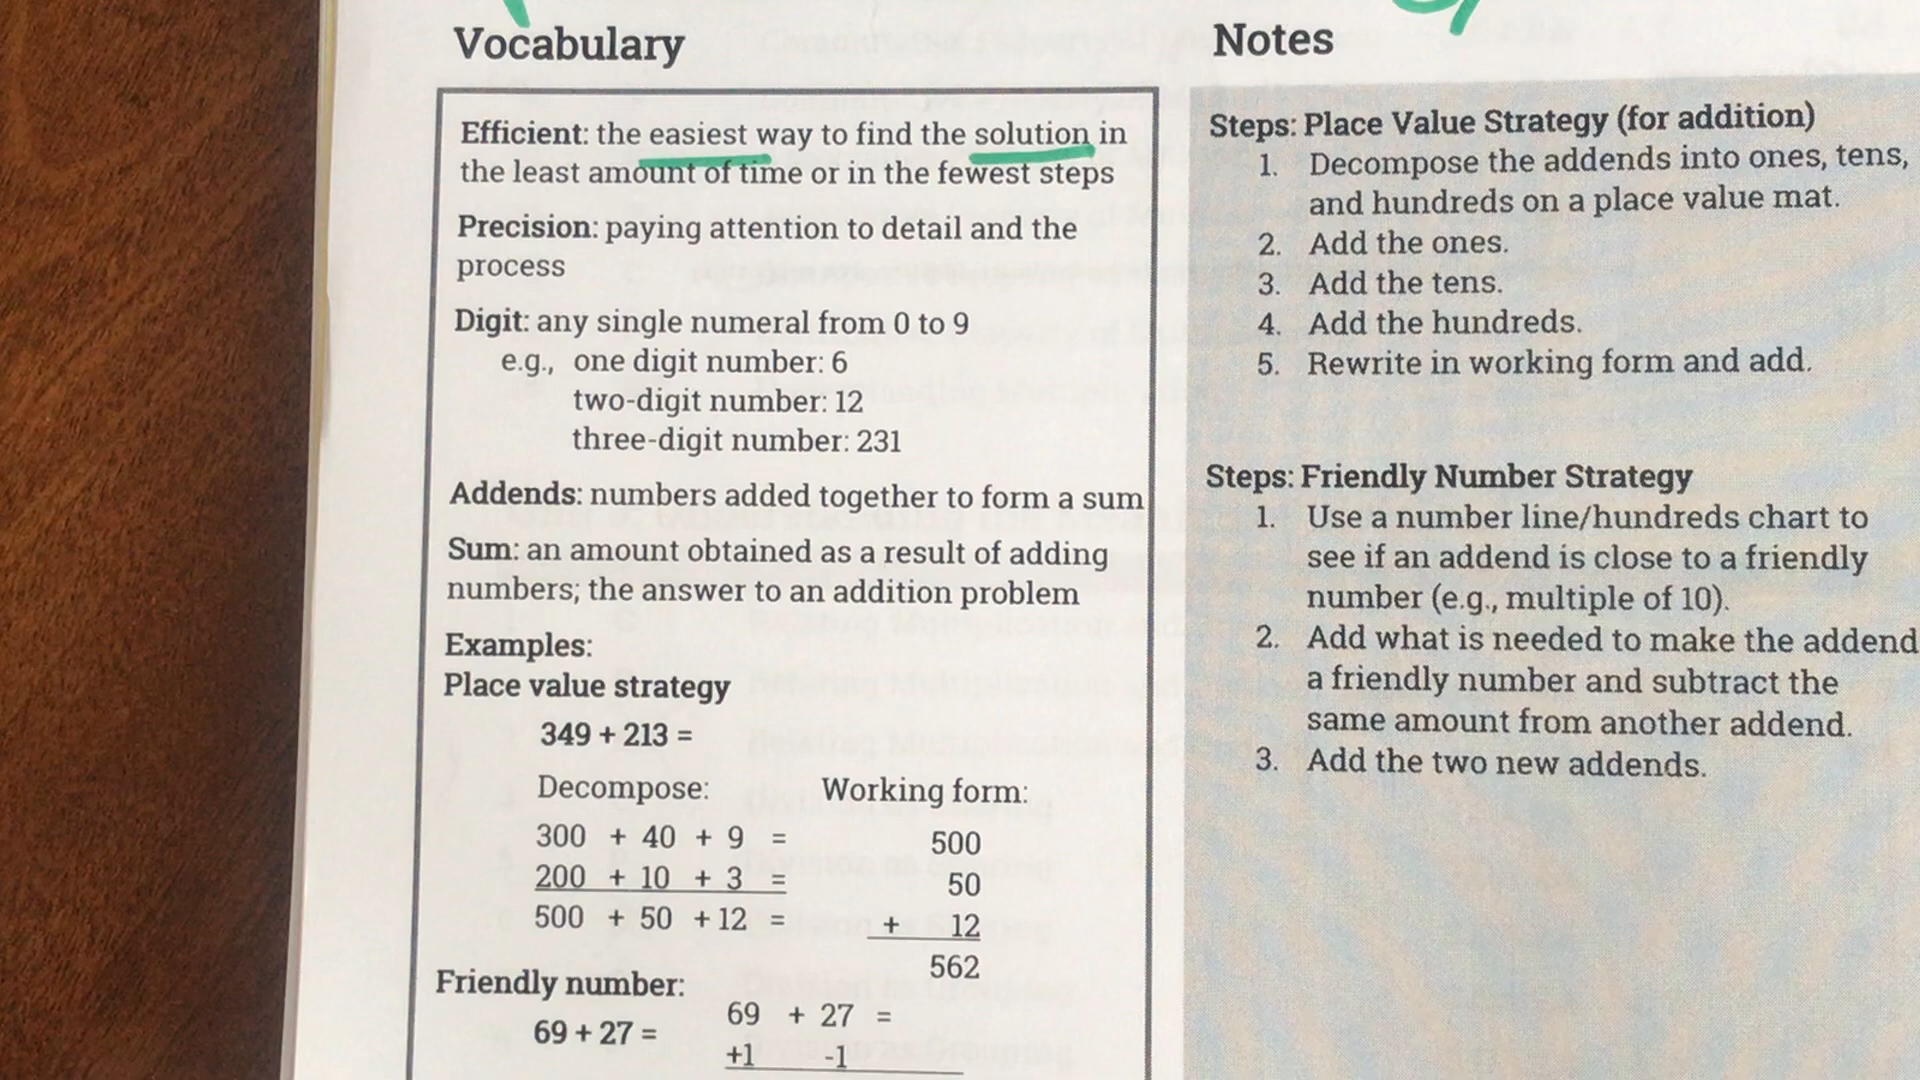 Vocabulary
Efficient: the easiest way to find the solution in
the least amount of time or in the fewest steps
Precision: paying attention to detail and the
process
Digit: any single numeral from 0 to 9
e.g., one digit number: 6
two-digit number: 12
three-digit number: 231
Addends: numbers added together to form a sum
Sum: an amount obtained as a result of adding
numbers; the answer to an addition problem
Examples:
Place value strategy
349 + 213 =
Decompose: Working form:
300 + 40 + 9 = 500
200 + 10 + 3 = 50
500 + 50 + 12 = + 12
562
Friendly number:
69 + 27 = 69 + 27 =
+1 -1
Notes
Steps: Place Value Strategy (for addition)
1. Decompose the addends into ones, tens,
and hundreds on a place value mat.
2. Add the ones.
3. Add the tens.
4. Add the hundreds.
5. Rewrite in working form and add.
Steps: Friendly Number Strategy
1. Use a number line/hundreds chart to
see if an addend is close to a friendly
number (e.g., multiple of 10).
2. Add what is needed to make the addend
a friendly number and subtract the
same amount from another addend.
3. Add the two new addends.